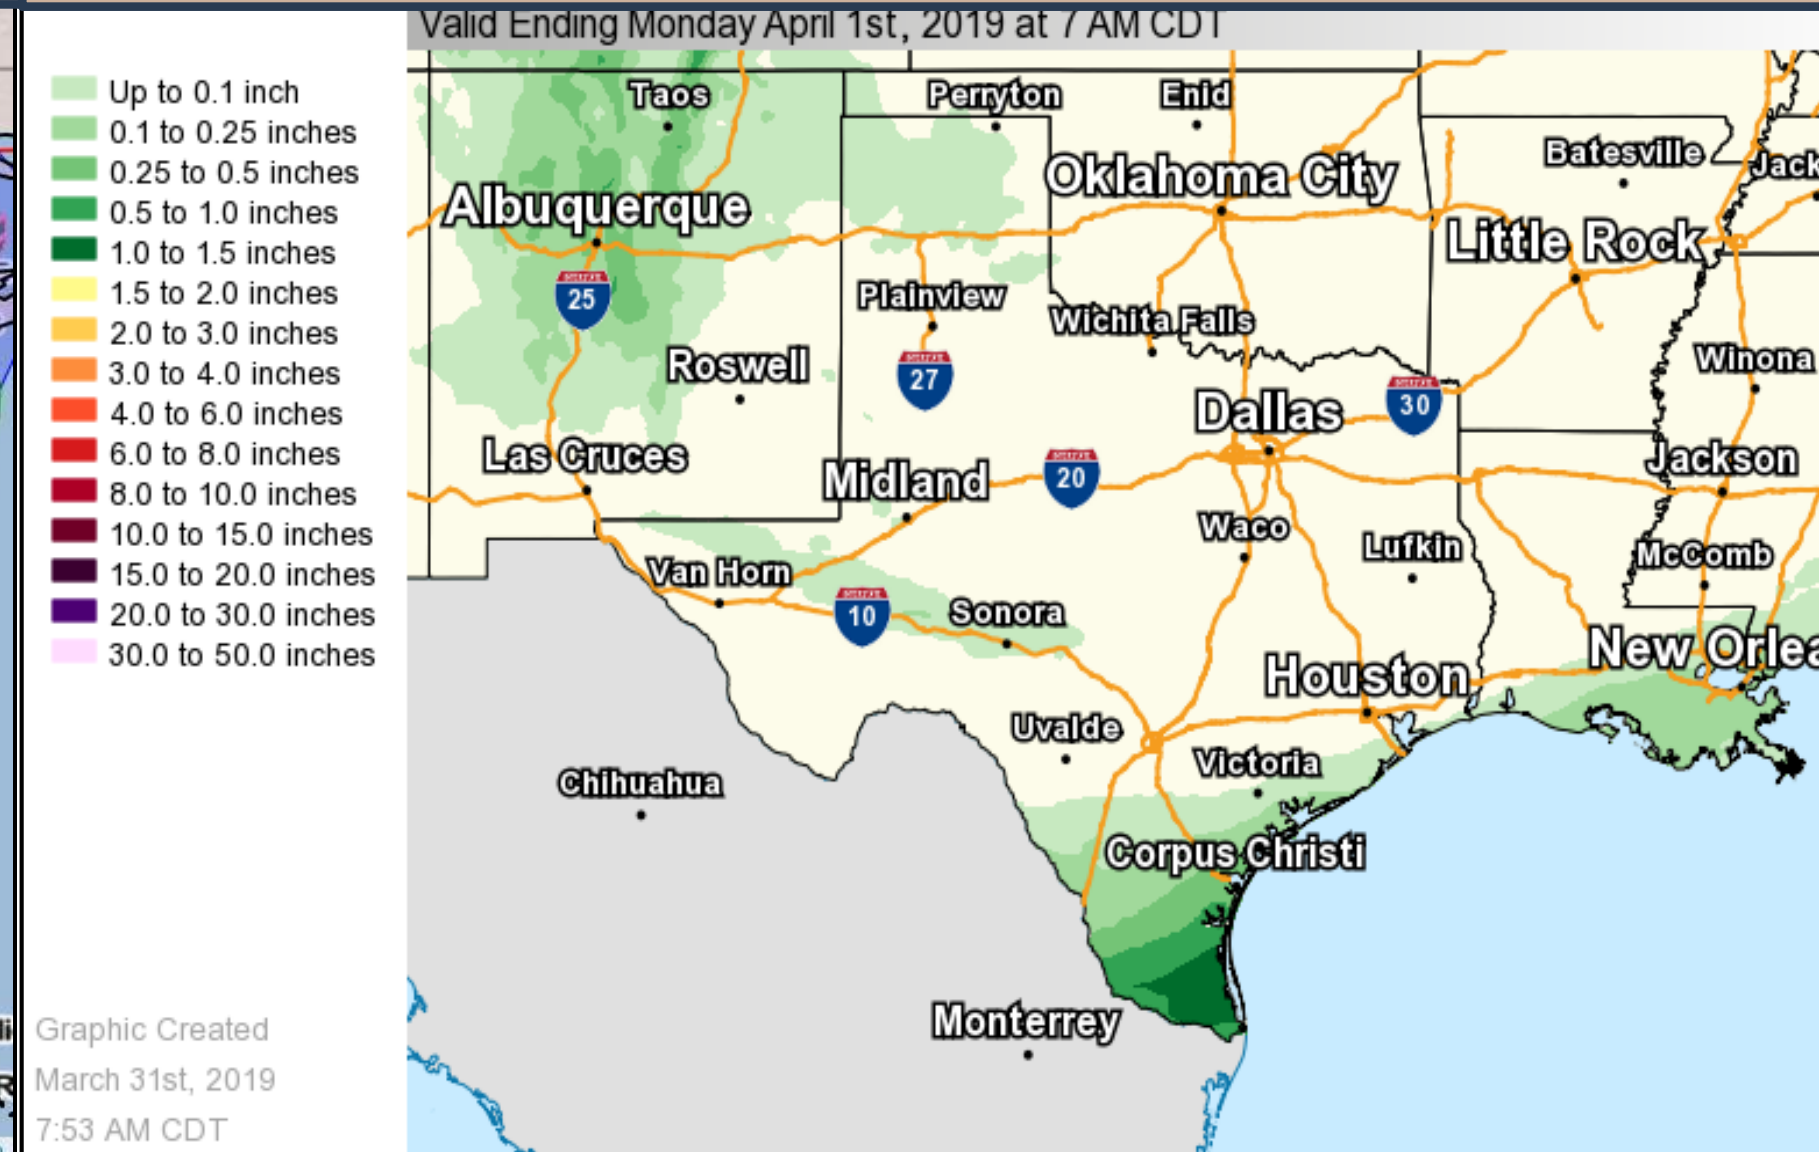 Valid Ending Monday April 1st, 2019 at 7 AM CDT
Up to 0.1 inch
0.1 to 0.25 inches
0.25 to 0.5 inches
0.5 to 1.0 inches
1.0 to 1.5 inches
1.5 to 2.0 inches
2.0 to 3.0 inches
3.0 to 4.0 inches
4.0 to 6.0 inches
6.0 to 8.0 inches
8.0 to 10.0 inches
10.0 to 15.0 inches
15.0 to 20.0 inches
20.0 to 30.0 inches
30.0 to 50.0 inches
Graphic Created
March 31st, 2019
7:53 AM CDT
Taos
Perryton
Enid
Batesville
Jack
Oklahoma City
Albuquerque
Little Rock
25
Plainview
Wichita Falls
Winona
Roswell
27
30
Dallas
Las Cruces
Midland
20
Jackson
Waco
Lufkin
McComb
Van Horn
10
Sonora
New Orlea
Houston
Uvalde
Victoria
Chihuahua
Corpus Christi
Monterrey